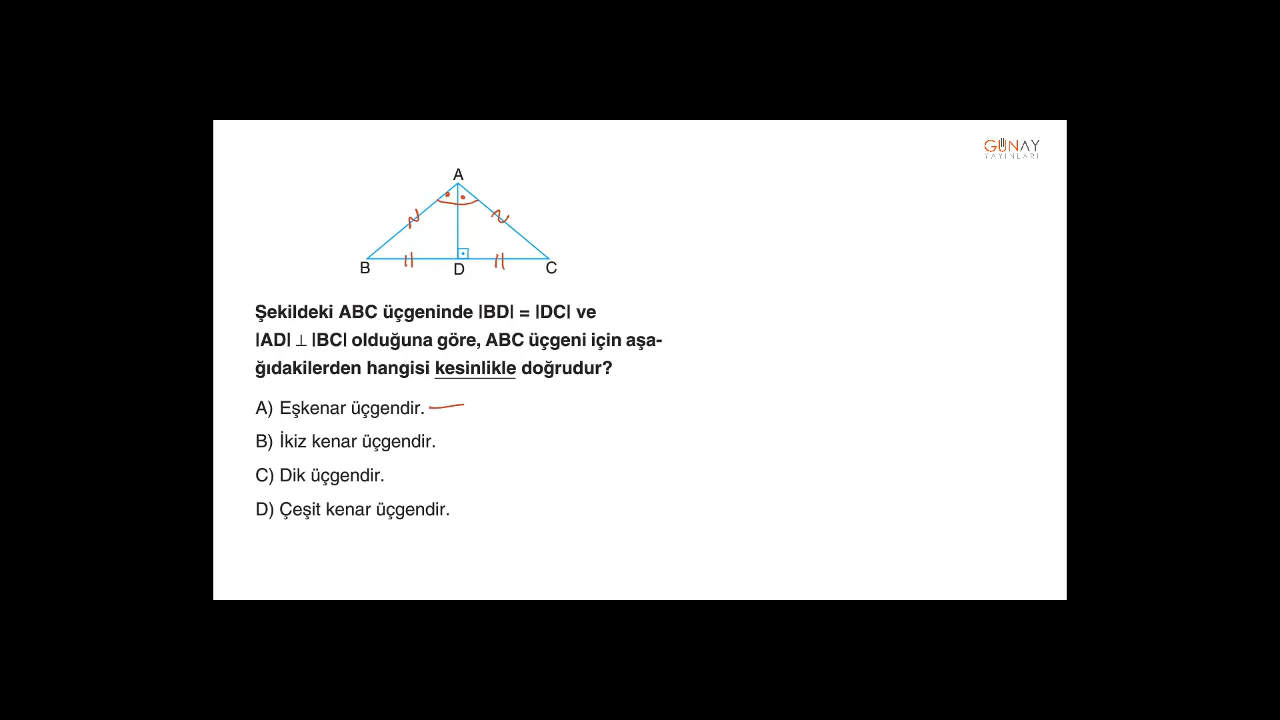 GÜNAY
YAYINLARI
A
B
D
C
Şekildeki ABC üçgeninde |BD| = |DC| ve
|AD| ⊥ |BC| olduğuna göre, ABC üçgeni için aşa-
ğıdakilerden hangisi kesinlikle doğrudur?
A) Eşkenar üçgendir.
B) İkiz kenar üçgendir.
C) Dik üçgendir.
D) Çeşit kenar üçgendir.